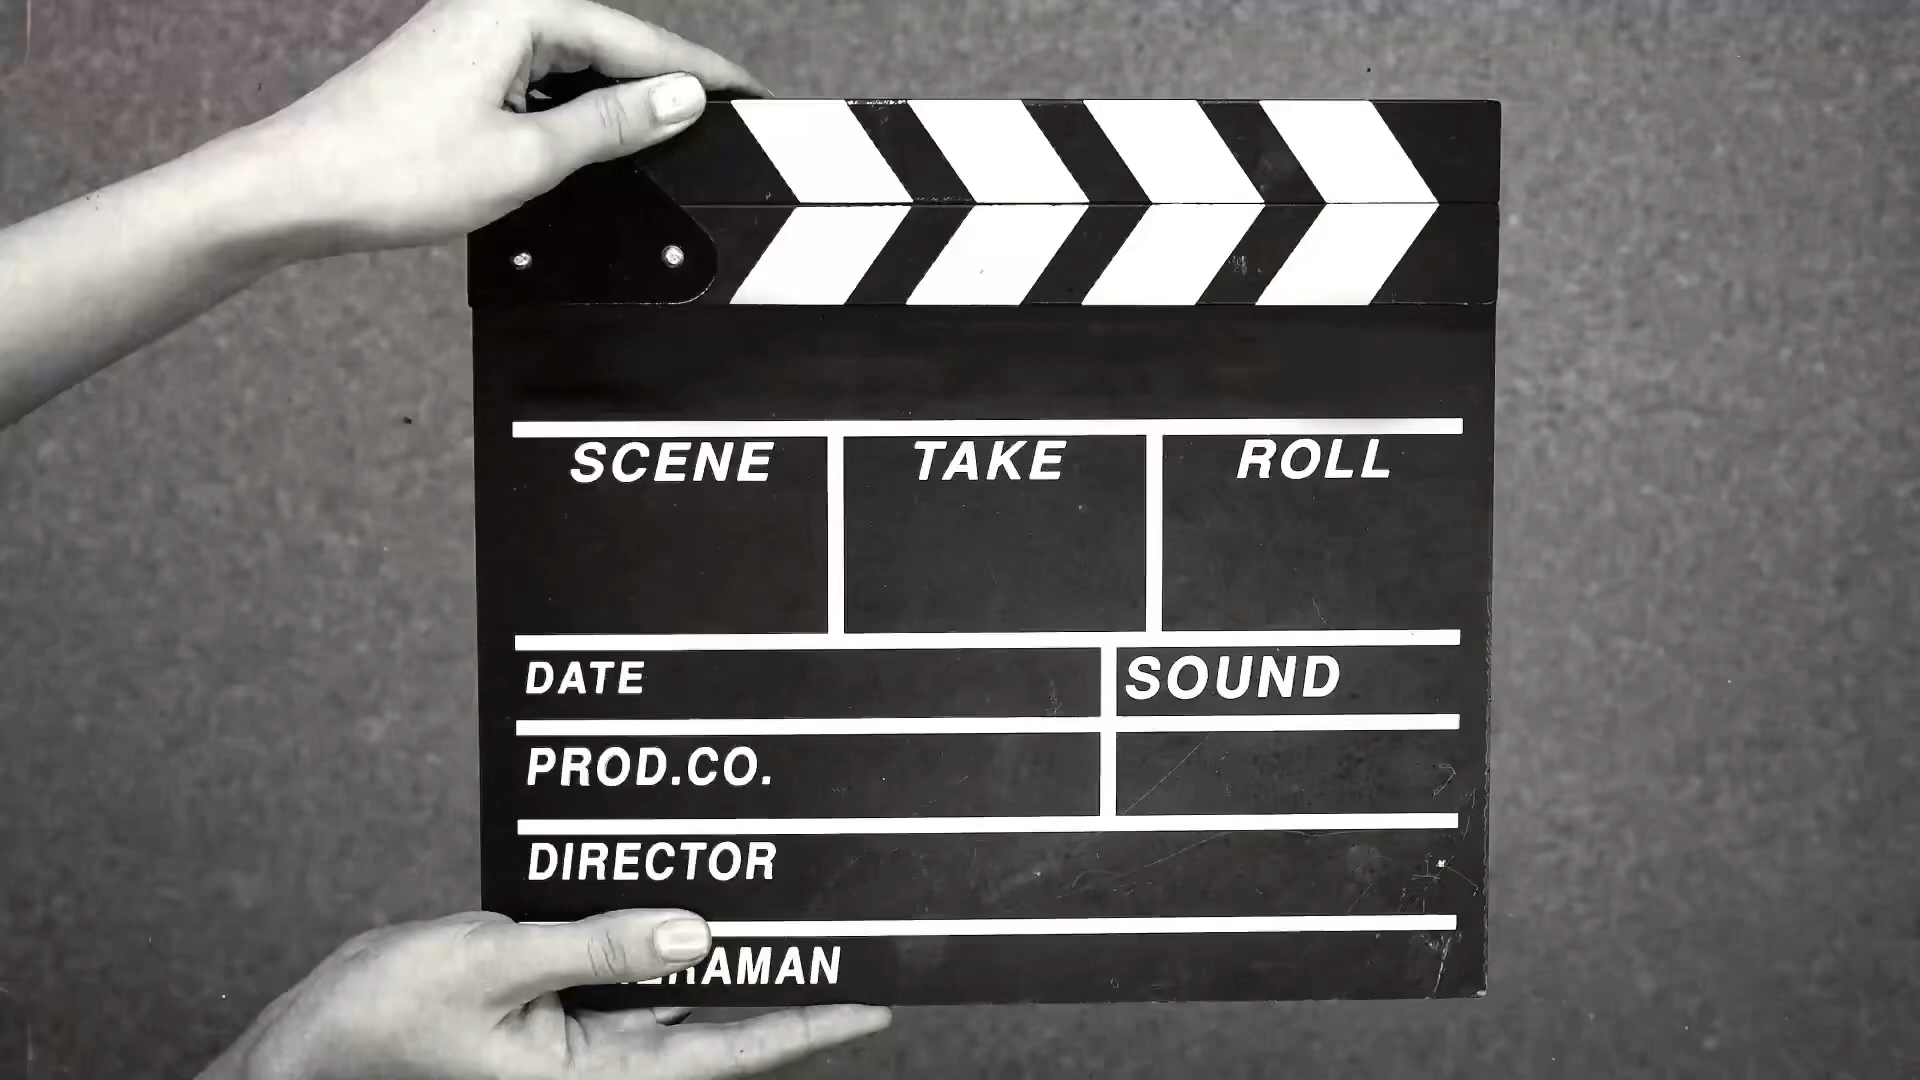 SCENE TAKE ROLL
DATE SOUND
PROD.CO.
DIRECTOR